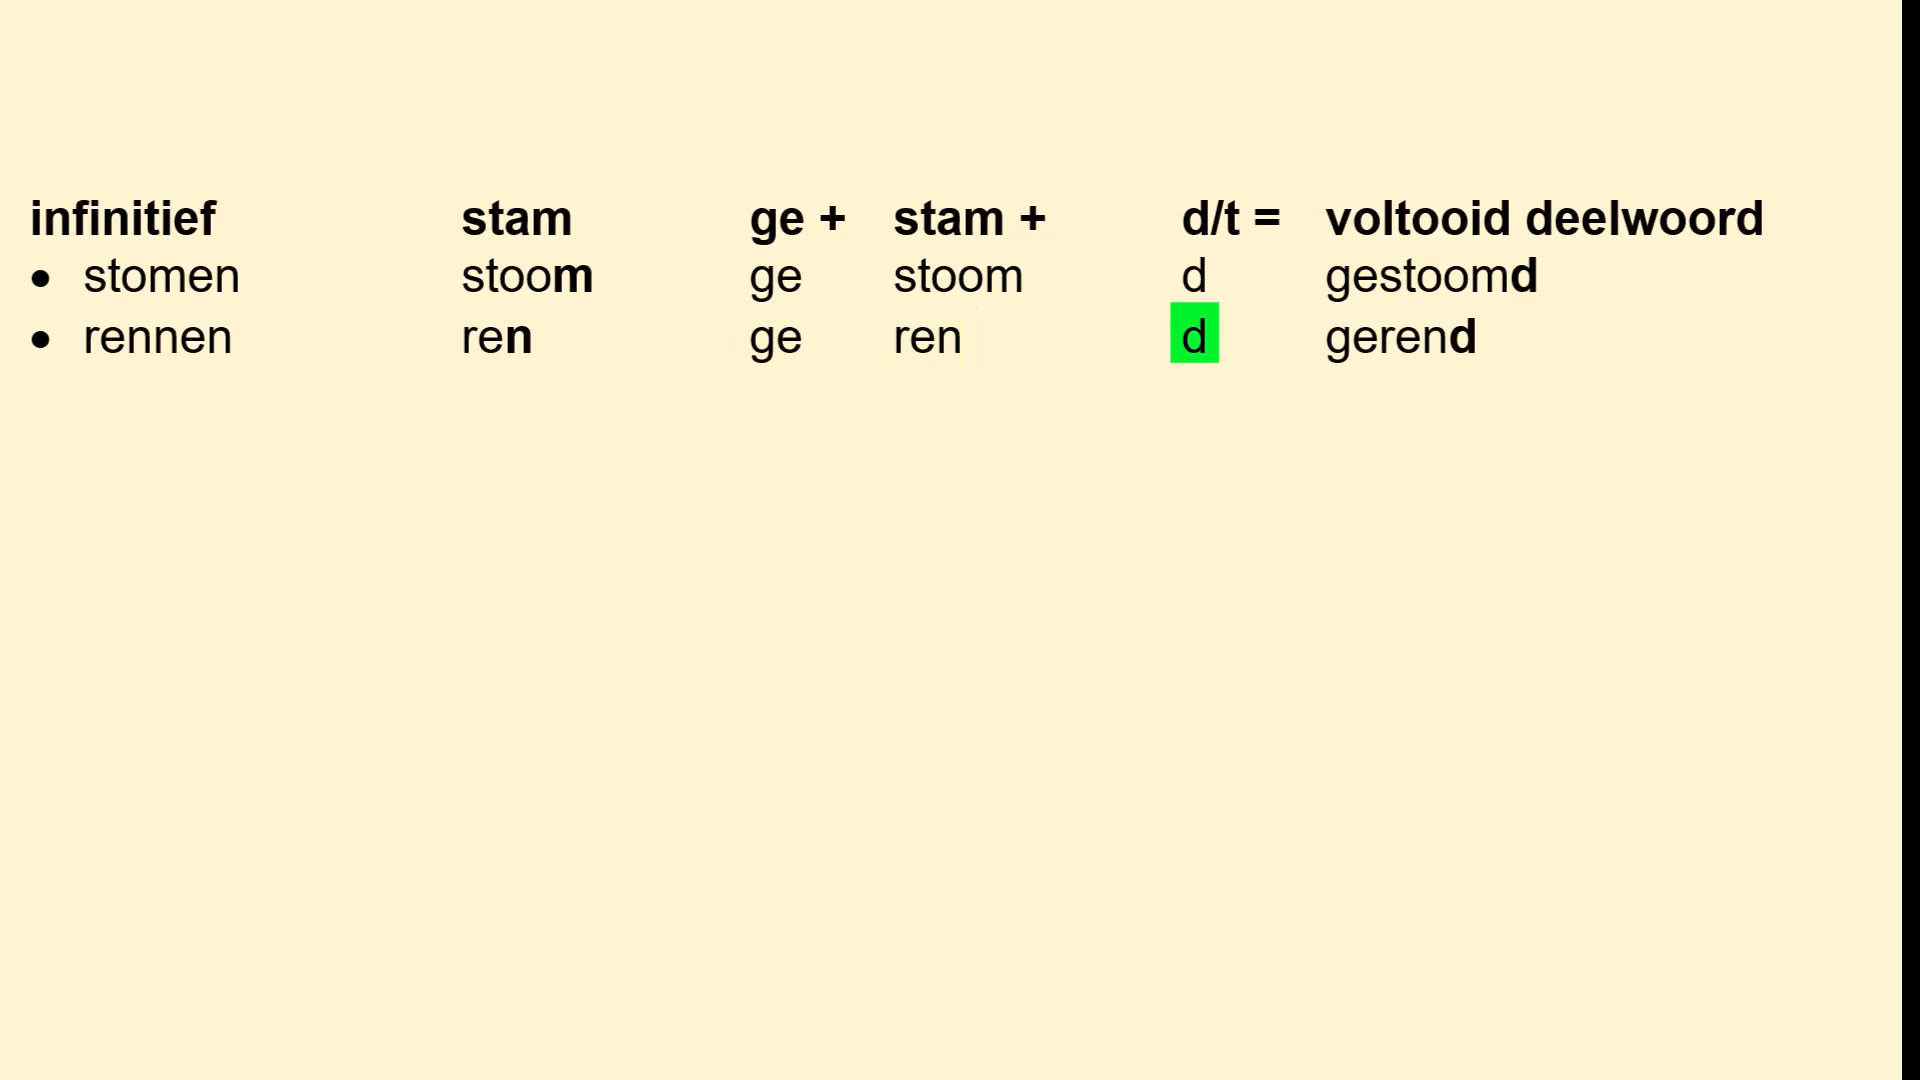 infinitief stam ge + stam + d/t = voltooid deelwoord
• stomen stoom ge stoom d gestoomd
• rennen ren ge ren d gerend